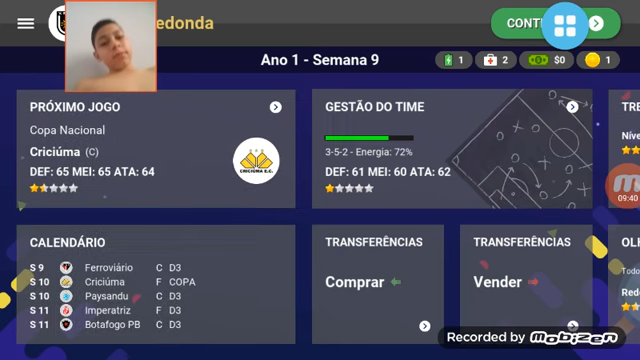 edonda
CONT
Ano 1 - Semana 9
1
2
$0
1
PRÓXIMO JOGO
Copa Nacional
Criciúma (C)
DEF: 65 MEI: 65 ATA: 64
CRICIÚMA E.C.
GESTÃO DO TIME
3-5-2 - Energia: 72%
DEF: 61 MEI: 60 ATA: 62
TRE
Níve
09:40
CALENDÁRIO
S 9 Ferroviário C D3
S 10 Criciúma F COPA
S 10 Paysandu C D3
S 11 Imperatriz F D3
S 11 Botafogo PB C D3
TRANSFERÊNCIAS
Comprar
TRANSFERÊNCIAS
Vender
OLH
Todo
Rede
Recorded by Mobizen